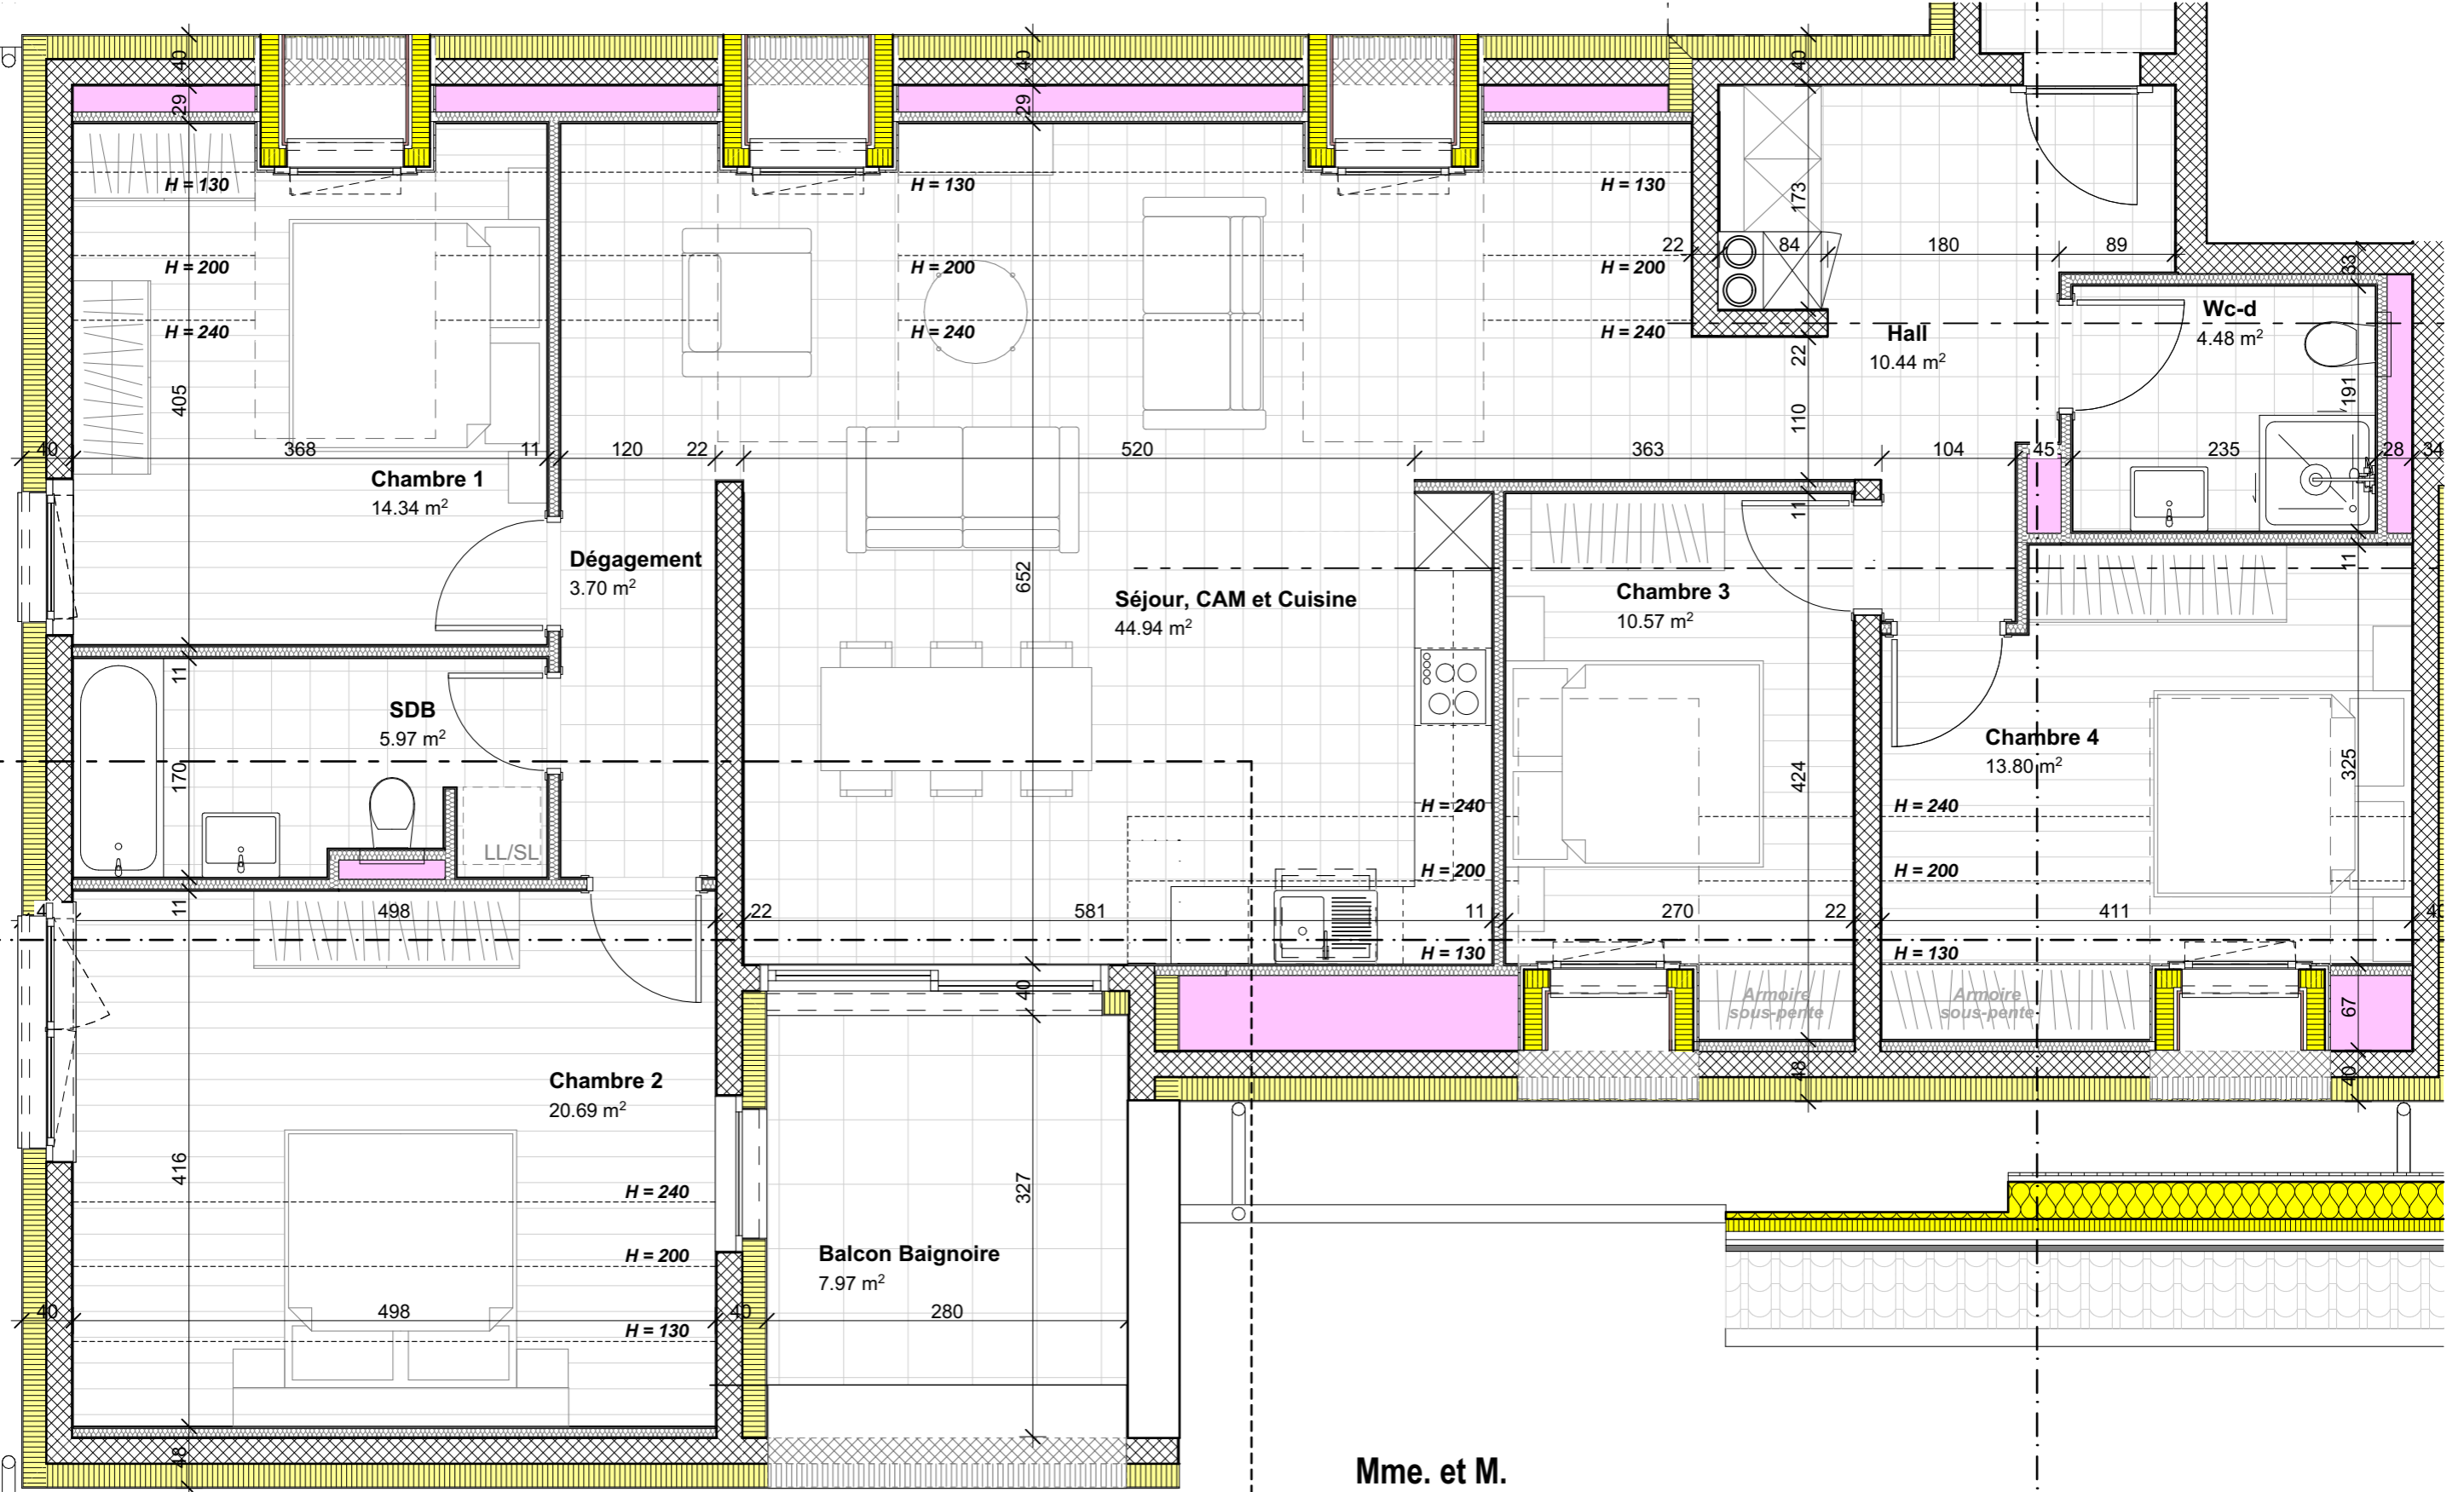 40
40
40
29
29
H = 130
H = 130
H = 130
173
22
84
180
89
33
H = 200
H = 200
H = 200
H = 240
H = 240
H = 240
Wc-d
4.48 m²
Hall
10.44 m²
22
405
191
110
40
368
11
120
22
520
363
104
45
235
28
34
Chambre 1
14.34 m²
11
11
Dégagement
3.70 m²
652
Séjour, CAM et Cuisine
44.94 m²
Chambre 3
10.57 m²
11
SDB
5.97 m²
170
Chambre 4
13.80 m²
424
325
H = 240
H = 240
LL/SL
H = 200
H = 200
11
498
22
581
11
270
22
411
H = 130
H = 130
40
Armoire
sous-pente
Armoire
sous-pente
67
48
40
Chambre 2
20.69 m²
416
327
H = 240
H = 200
Balcon Baignoire
7.97 m²
40
498
40
280
H = 130
48
Mme. et M.